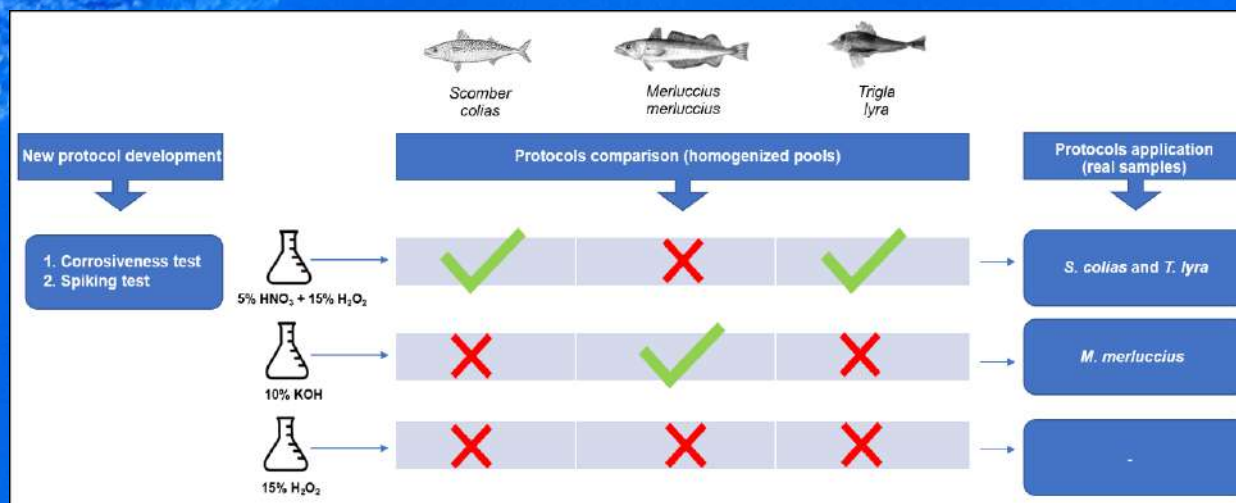 Scomber
colias
Merluccius
merluccius
Trigla
lyra
New protocol development
Protocols comparison (homogenized pools)
Protocols application
(real samples)
1. Corrosiveness test
2. Spiking test
5% HNO₃ + 15% H₂O₂
S. colias and T. lyra
10% KOH
M. merluccius
15% H₂O₂
-